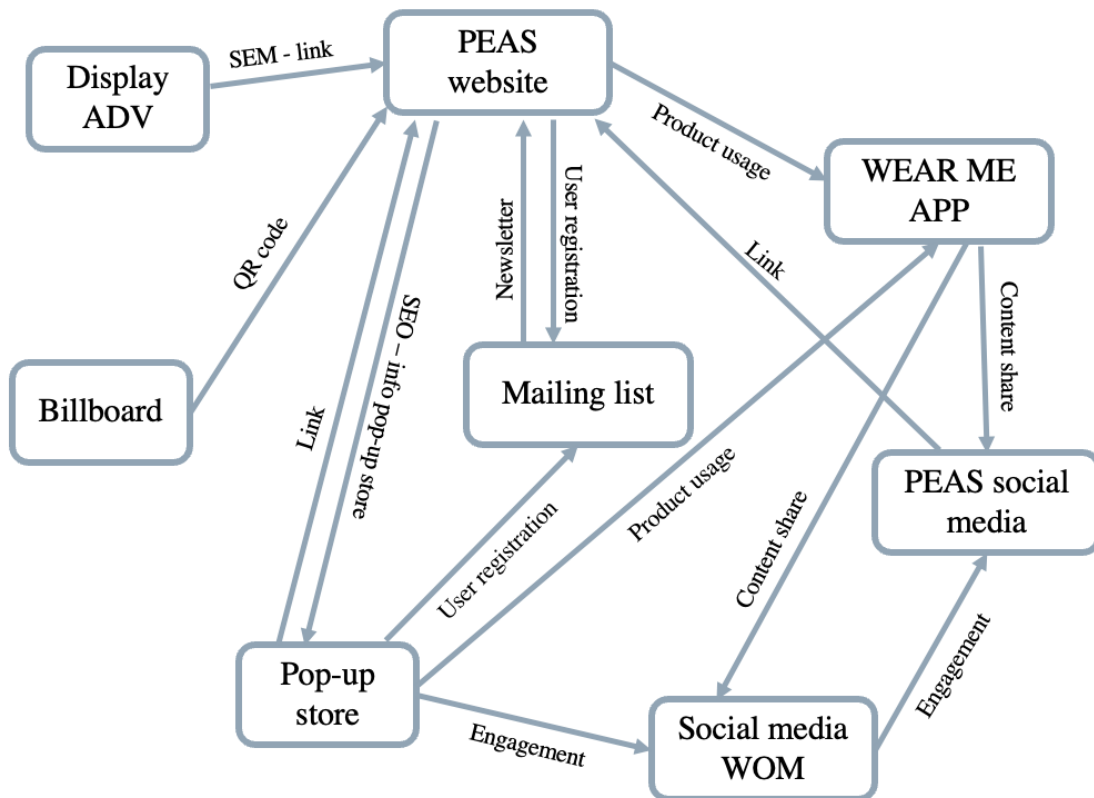 PEAS
website
SEM - link
Display
ADV
Product usage
WEAR ME
APP
QR code
Newsletter
User registration
Link
Content share
SEO – info pop-up store
Link
Billboard
Mailing list
Product usage
PEAS social
media
Content share
User registration
Pop-up
store
Engagement
Engagement
Social media
WOM